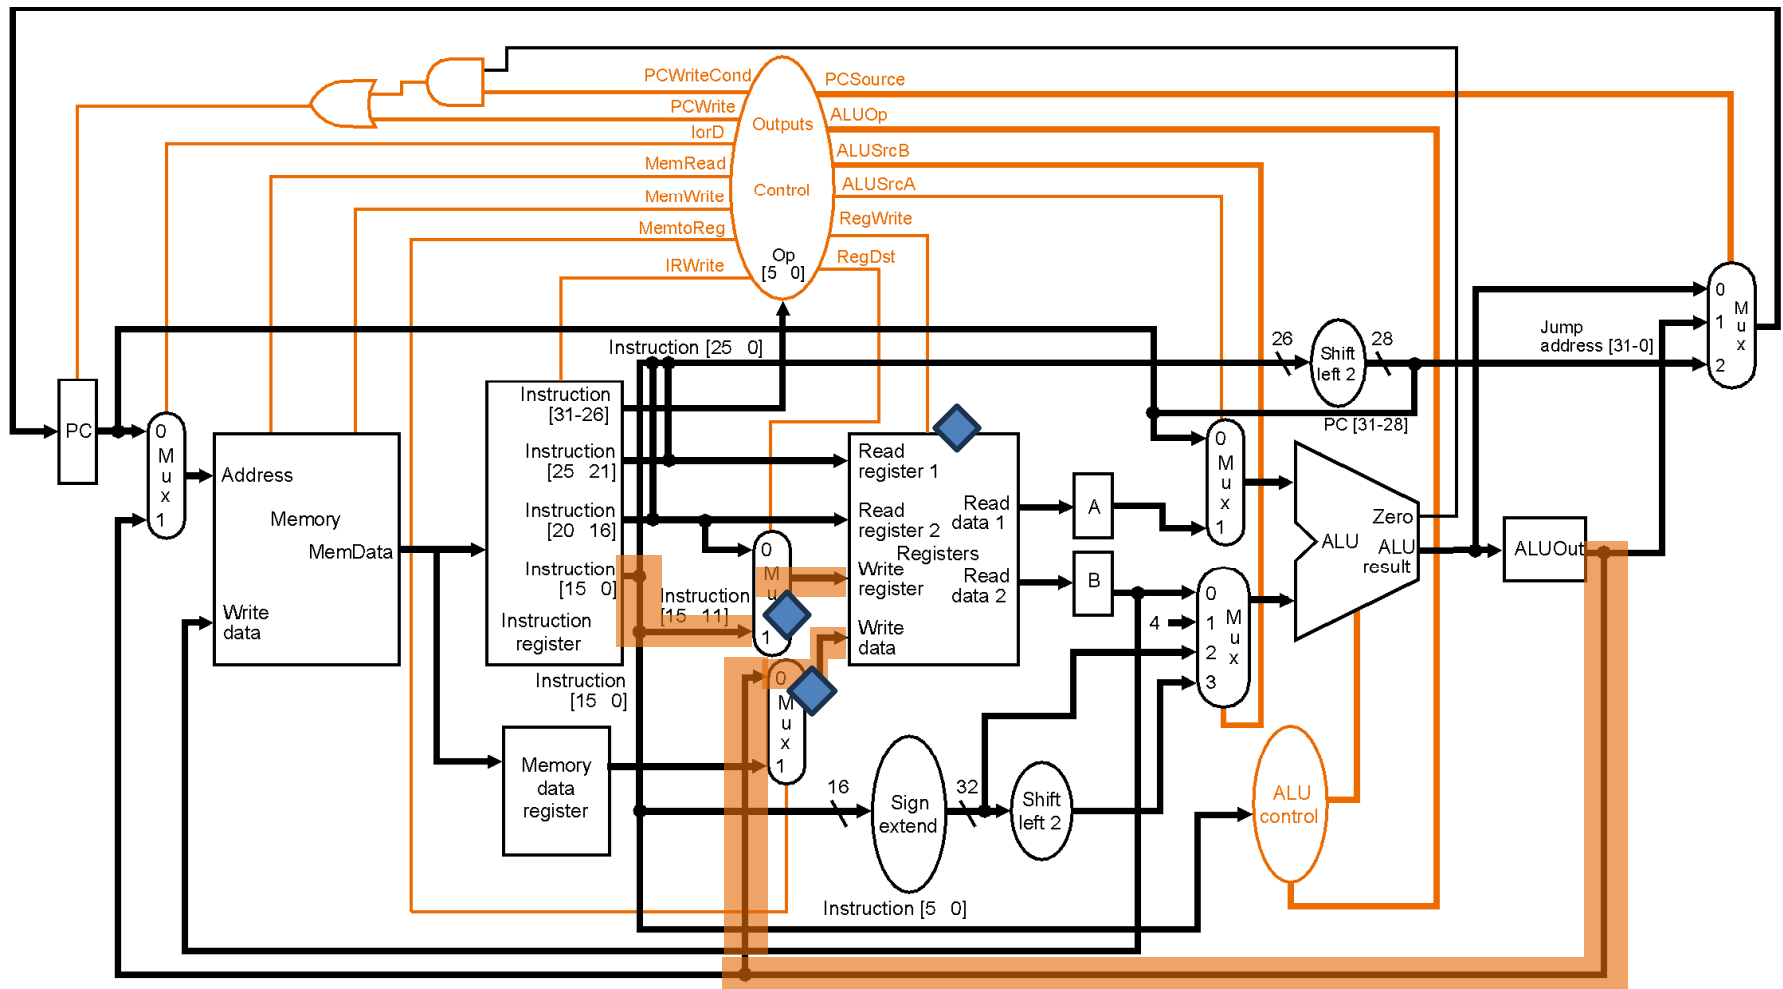 PCWriteCond
PCSource
PCWrite
ALUOp
IorD
Outputs
ALUSrcB
MemRead
ALUSrcA
Control
MemWrite
RegWrite
MemtoReg
RegDst
IRWrite
Op
[5 0]
0
1
2
M
u
x
Jump
address [31-0]
Instruction [25 0]
26
Shift
left 2
28
PC [31-28]
PC
0
M
u
x
1
Address
Memory
MemData
Write
data
Instruction
[31-26]
Instruction
[25 21]
Instruction
[20 16]
Instruction
[15 0]
Instruction
register
Instruction
[15 11]
Instruction
[15 0]
0
M
u
1
Read
register 1
Read
register 2
Registers
Write
register
Write
data
Read
data 1
Read
data 2
A
B
0
M
u
x
1
4
0
1
2
3
M
u
x
ALU
Zero
ALU
result
ALUOut
0
M
u
x
1
Memory
data
register
16
Sign
extend
32
Shift
left 2
ALU
control
Instruction [5 0]